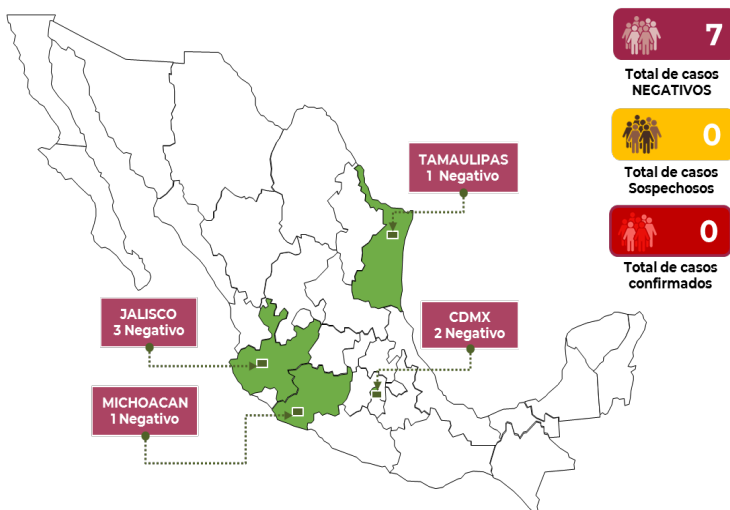 7
Total de casos
NEGATIVOS
0
Total de casos
Sospechosos
0
Total de casos
confirmados
TAMAULIPAS
1 Negativo
JALISCO
3 Negativo
CDMX
2 Negativo
MICHOACAN
1 Negativo